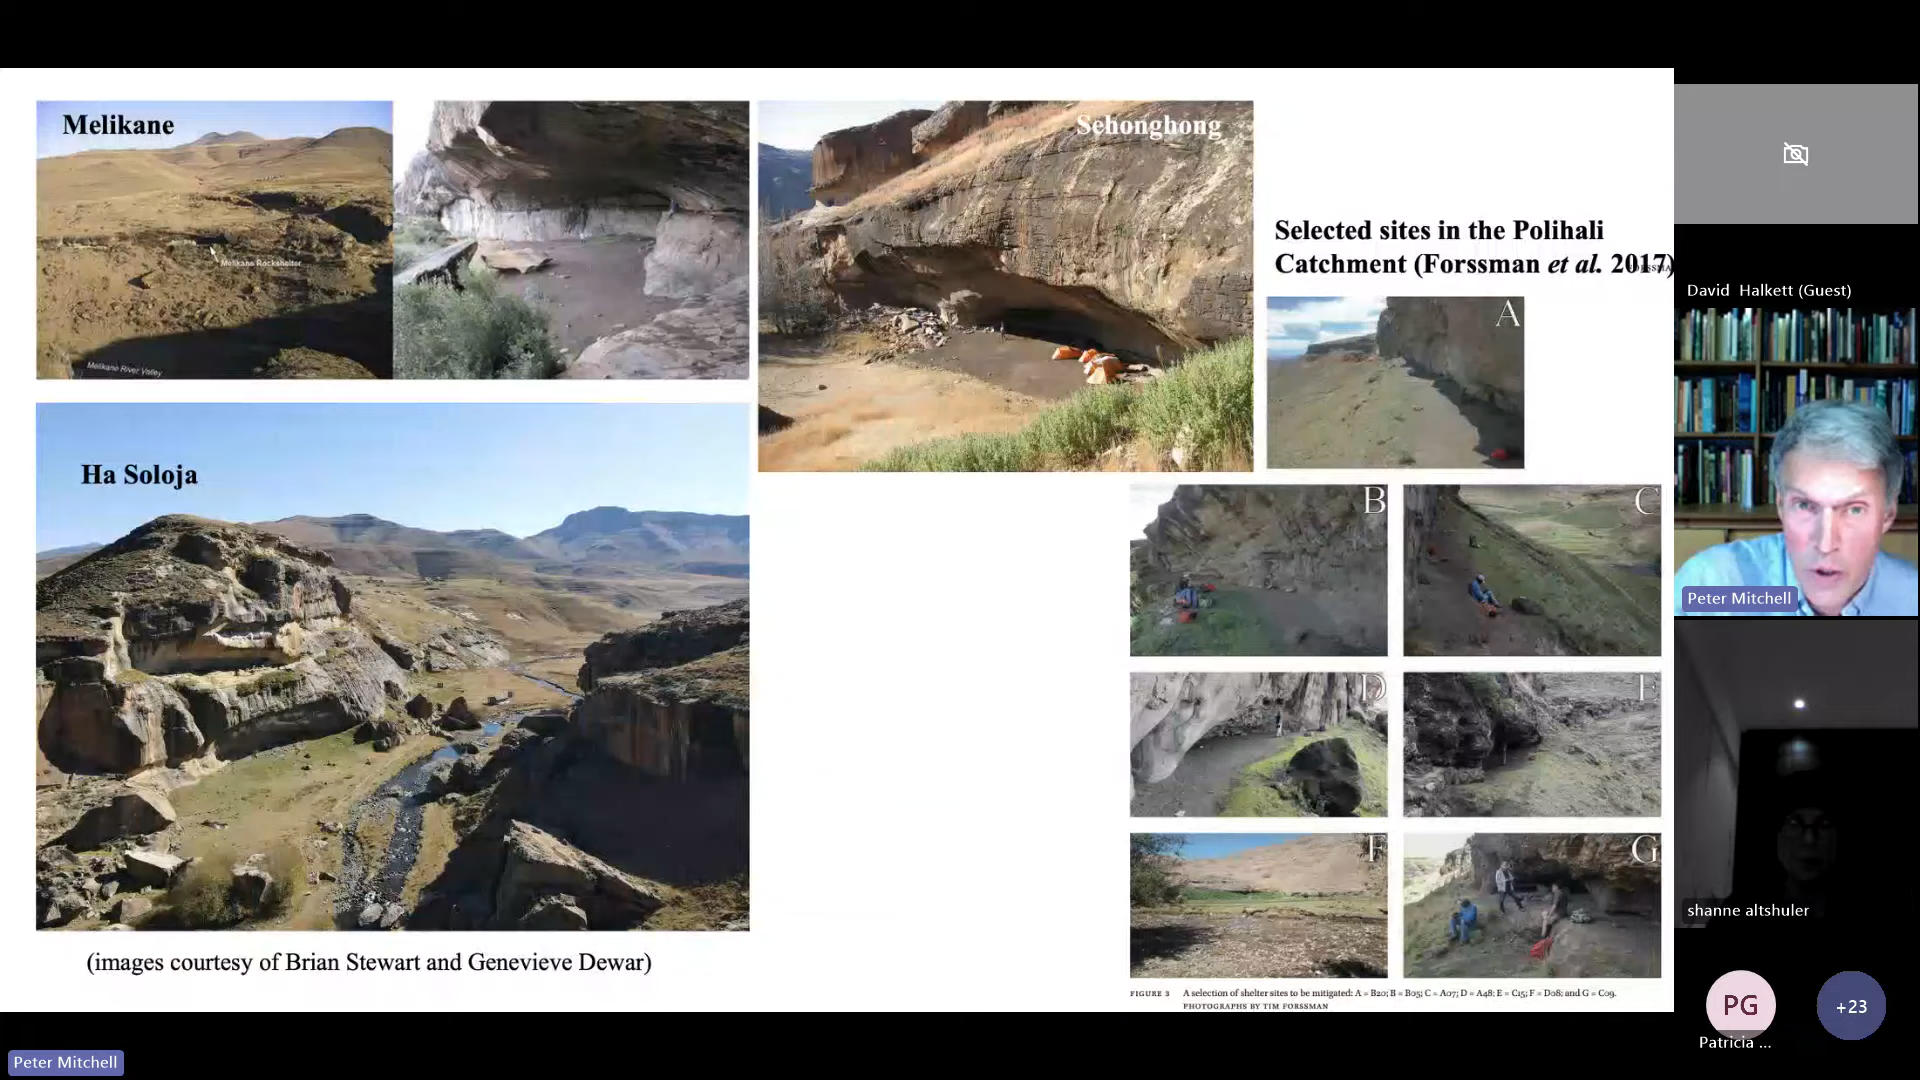 Melikane
Melikane Rockshelter
Melikane River Valley
Sehonghong
Selected sites in the Polihali
Catchment (Forssman et al. 2017)
A
B
C
D
E
F
G
Ha Soloja
(images courtesy of Brian Stewart and Genevieve Dewar)
FIGURE 3 A selection of shelter sites to be mitigated: A = B20; B = B05; C = A07; D = A48; E = C15; F = D08; and G = C09.
PHOTOGRAPHS BY TIM FORSSMAN
David Halkett (Guest)
Peter Mitchell
shanne altshuler
PG
Patricia ...
+23
Peter Mitchell